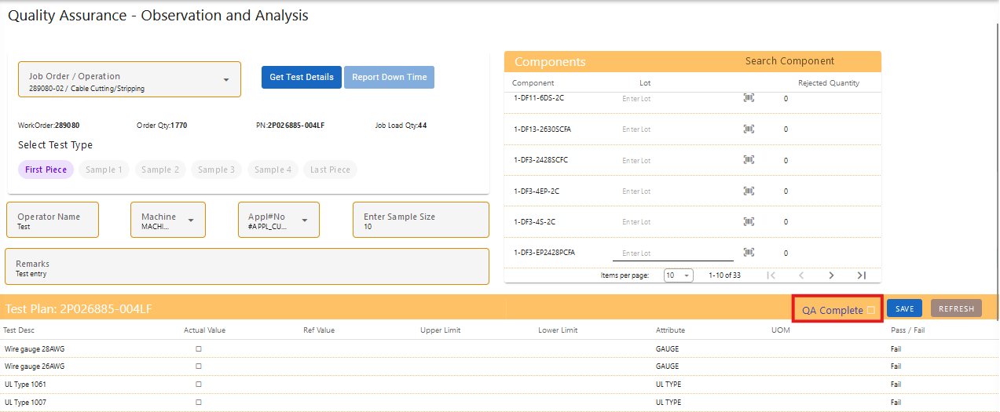 Quality Assurance - Observation and Analysis
Job Order / Operation
289080-02 / Cable Cutting/Stripping
Get Test Details
Report Down Time
WorkOrder:289080 Order Qty:1770 PN:2P026885-004LF Job Load Qty:44
Select Test Type
First Piece Sample 1 Sample 2 Sample 3 Sample 4 Last Piece
Operator Name
Test
Machine
MACHI...
Appl#No
#APPL_CU...
Enter Sample Size
10
Remarks
Test entry
Components Search Component
Component Lot Rejected Quantity
1-DF11-6DS-2C Enter Lot 0
1-DF13-2630SCFA Enter Lot 0
1-DF3-2428SCFC Enter Lot 0
1-DF3-4EP-2C Enter Lot 0
1-DF3-4S-2C Enter Lot 0
1-DF3-EP2428PCFA Enter Lot 0
Items per page: 10 1-10 of 33
Test Plan: 2P026885-004LF QA Complete SAVE REFRESH
Test Desc Actual Value Ref Value Upper Limit Lower Limit Attribute UOM Pass / Fail
Wire gauge 28AWG GAUGE Fail
Wire gauge 26AWG GAUGE Fail
UL Type 1061 UL TYPE Fail
UL Type 1007 UL TYPE Fail